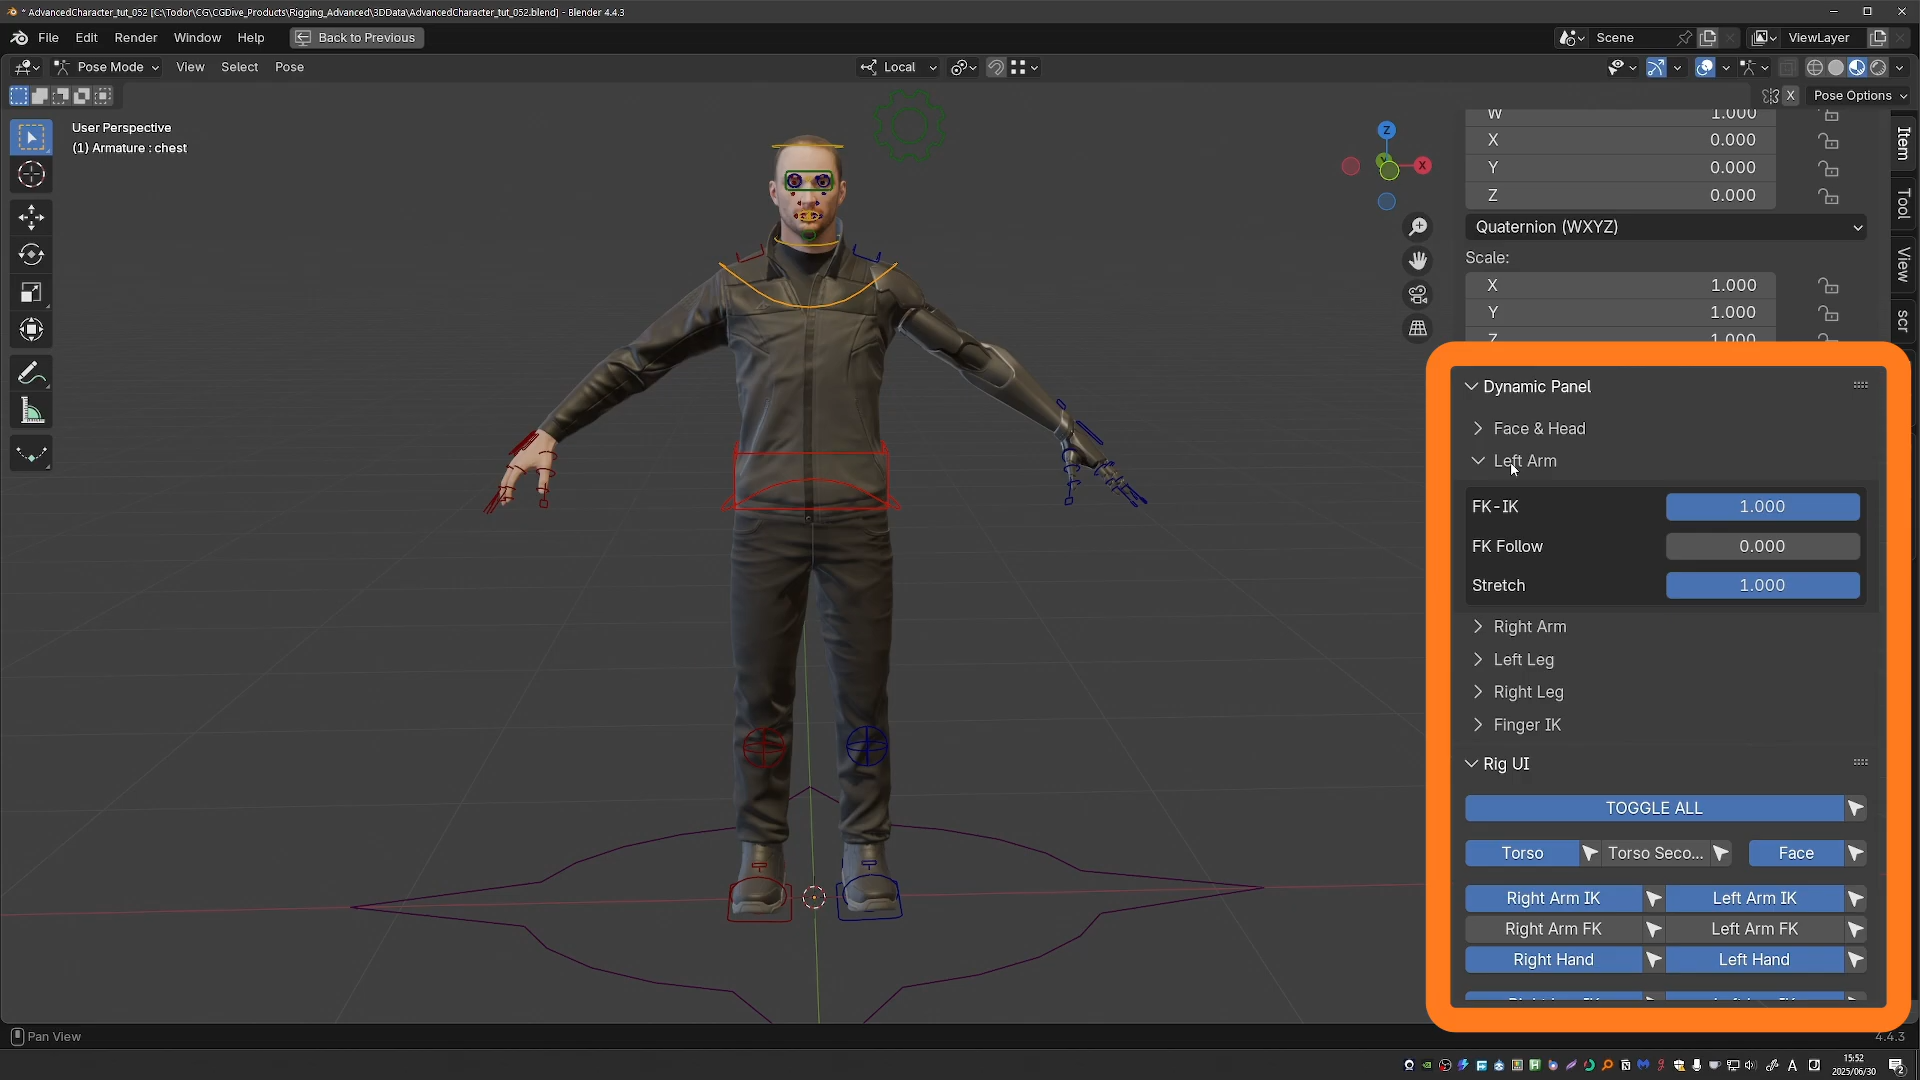 * AdvancedCharacter_tut_052 [C:\Todor\CG\CGDive_Products\Rigging_Advanced\3DData\AdvancedCharacter_tut_052.blend] - Blender 4.4.3
File Edit Render Window Help Back to Previous
Scene ViewLayer
Pose Mode View Select Pose
Local
X Pose Options
User Perspective
(1) Armature : chest
Z
X
Y
W 1.000
X 0.000
Y 0.000
Z 0.000
Quaternion (WXYZ)
Scale:
X 1.000
Y 1.000
Z 1.000
Item
Tool
View
scr
Dynamic Panel
Face & Head
Left Arm
FK-IK 1.000
FK Follow 0.000
Stretch 1.000
Right Arm
Left Leg
Right Leg
Finger IK
Rig UI
TOGGLE ALL
Torso Torso Seco... Face
Right Arm IK Left Arm IK
Right Arm FK Left Arm FK
Right Hand Left Hand
Pan View
4.4.3
A
15:52
2025/06/30
2